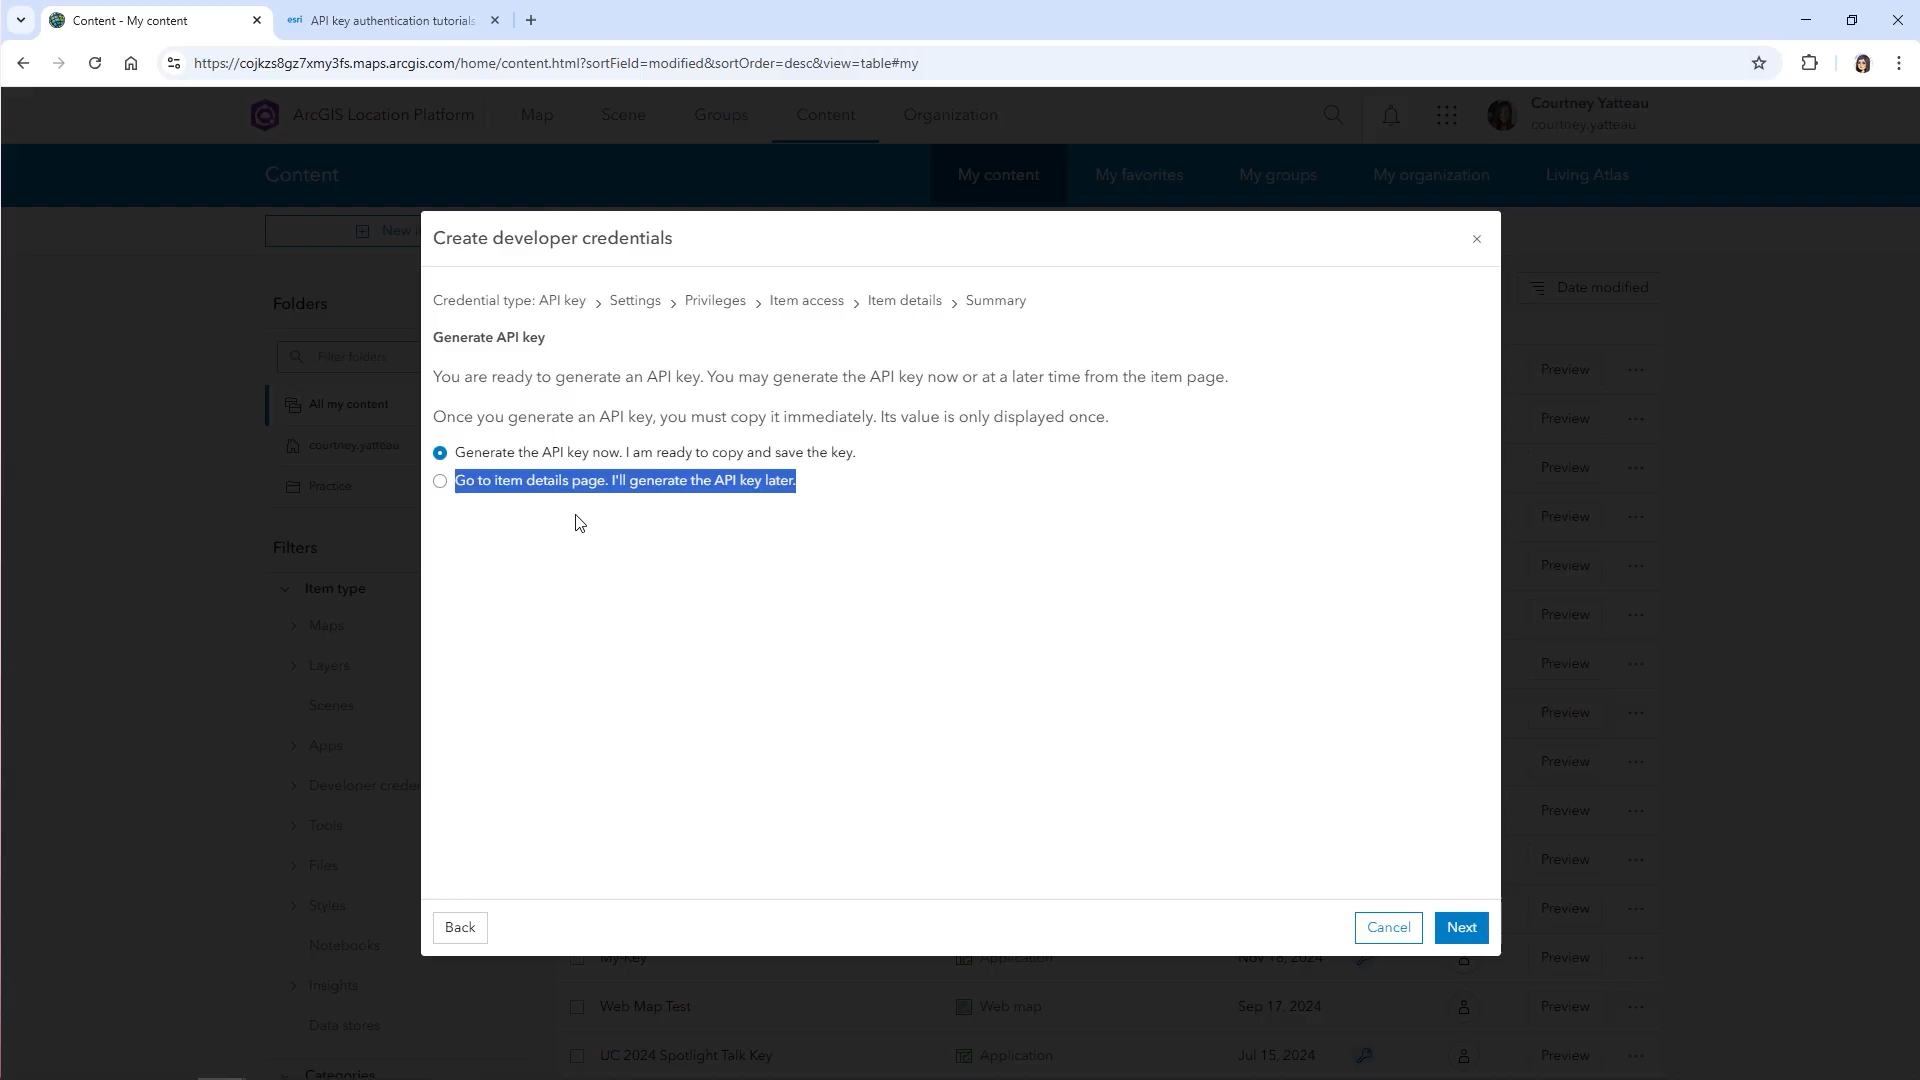 Content - My content
esri API key authentication tutorials
https://cojkzs8gz7xmy3fs.maps.arcgis.com/home/content.html?sortField=modified&sortOrder=desc&view=table#my
ArcGIS Location Platform
Map
Scene
Groups
Content
Organization
Courtney Yatteau
courtney.yatteau
Content
My content
My favorites
My groups
My organization
Living Atlas
Create developer credentials
Date modified
Folders
Filter folders
All my content
courtney.yatteau
Practice
Filters
Item type
Maps
Layers
Scenes
Apps
Developer
Tools
Files
Styles
Notebooks
Insights
Data stores
Categories
Credential type: API key > Settings > Privileges > Item access > Item details > Summary
Generate API key
You are ready to generate an API key. You may generate the API key now or at a later time from the item page.
Once you generate an API key, you must copy it immediately. Its value is only displayed once.
Generate the API key now. I am ready to copy and save the key.
Go to item details page. I'll generate the API key later.
Back
Cancel
Next
Preview
Preview
Preview
Preview
Preview
Preview
Preview
Preview
Preview
Preview
Preview
Preview
My-Key Application Nov 18, 2024 Preview
Web Map Test Web map Sep 17, 2024 Preview
UC 2024 Spotlight Talk Key Application Jul 15, 2024 Preview